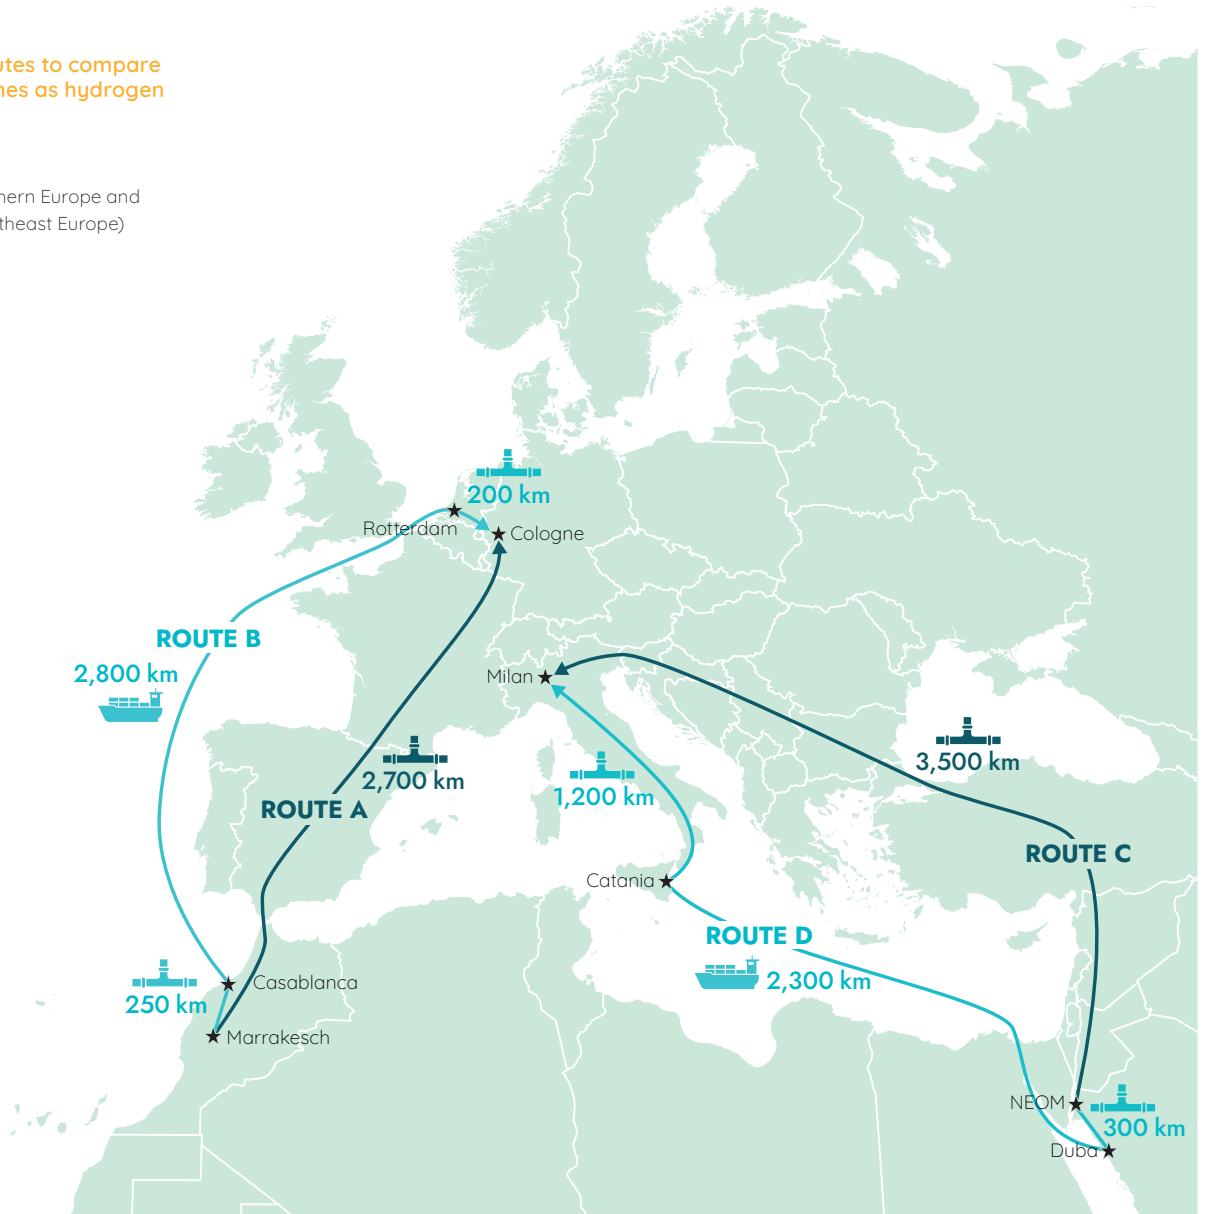 utes to compare
nes as hydrogen
hern Europe and
theast Europe)
200 km
Rotterdam
Cologne
ROUTE B
2,800 km
Milan
3,500 km
2,700 km
1,200 km
ROUTE A
ROUTE C
Catania
ROUTE D
2,300 km
Casablanca
250 km
Marrakesch
NEOM
300 km
Duba